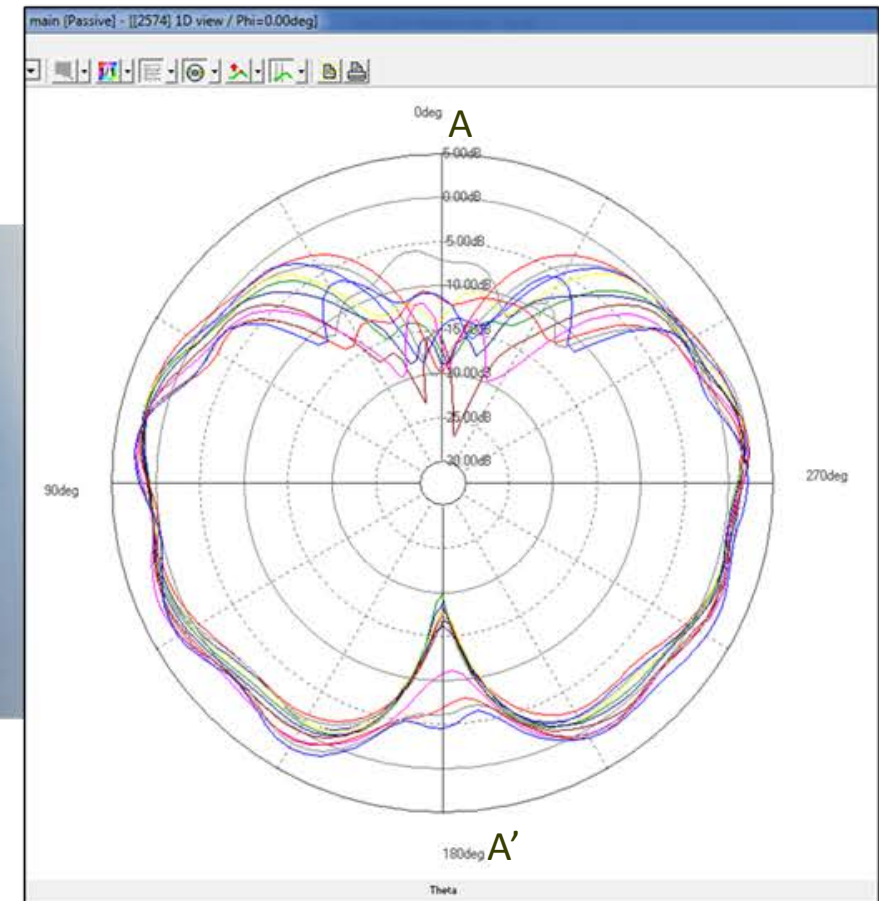 main [Passive] - [[2574] 1D view / Phi=0.00deg]
0deg A
5.00dB
0.00dB
-5.00dB
-10.00dB
-15.00dB
-20.00dB
-25.00dB
-30.00dB
90deg
270deg
180deg A’
Theta